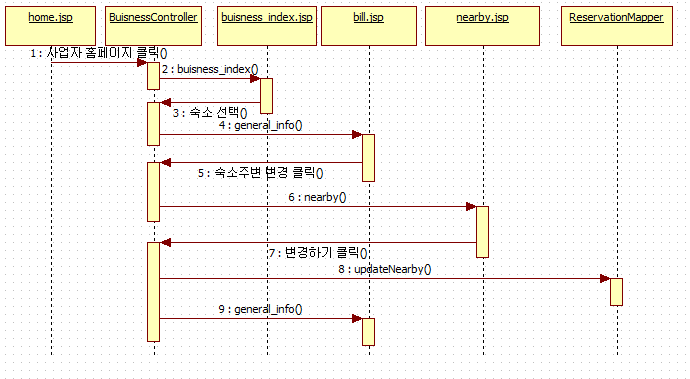 home.jsp
BuisnessController
buisness_index.jsp
bill.jsp
nearby.jsp
ReservationMapper
1 : 사업자 홈페이지 클릭()
2 : buisness_index()
3 : 숙소 선택()
4 : general_info()
5 : 숙소주변 변경 클릭()
6 : nearby()
7 : 변경하기 클릭()
8 : updateNearby()
9 : general_info()